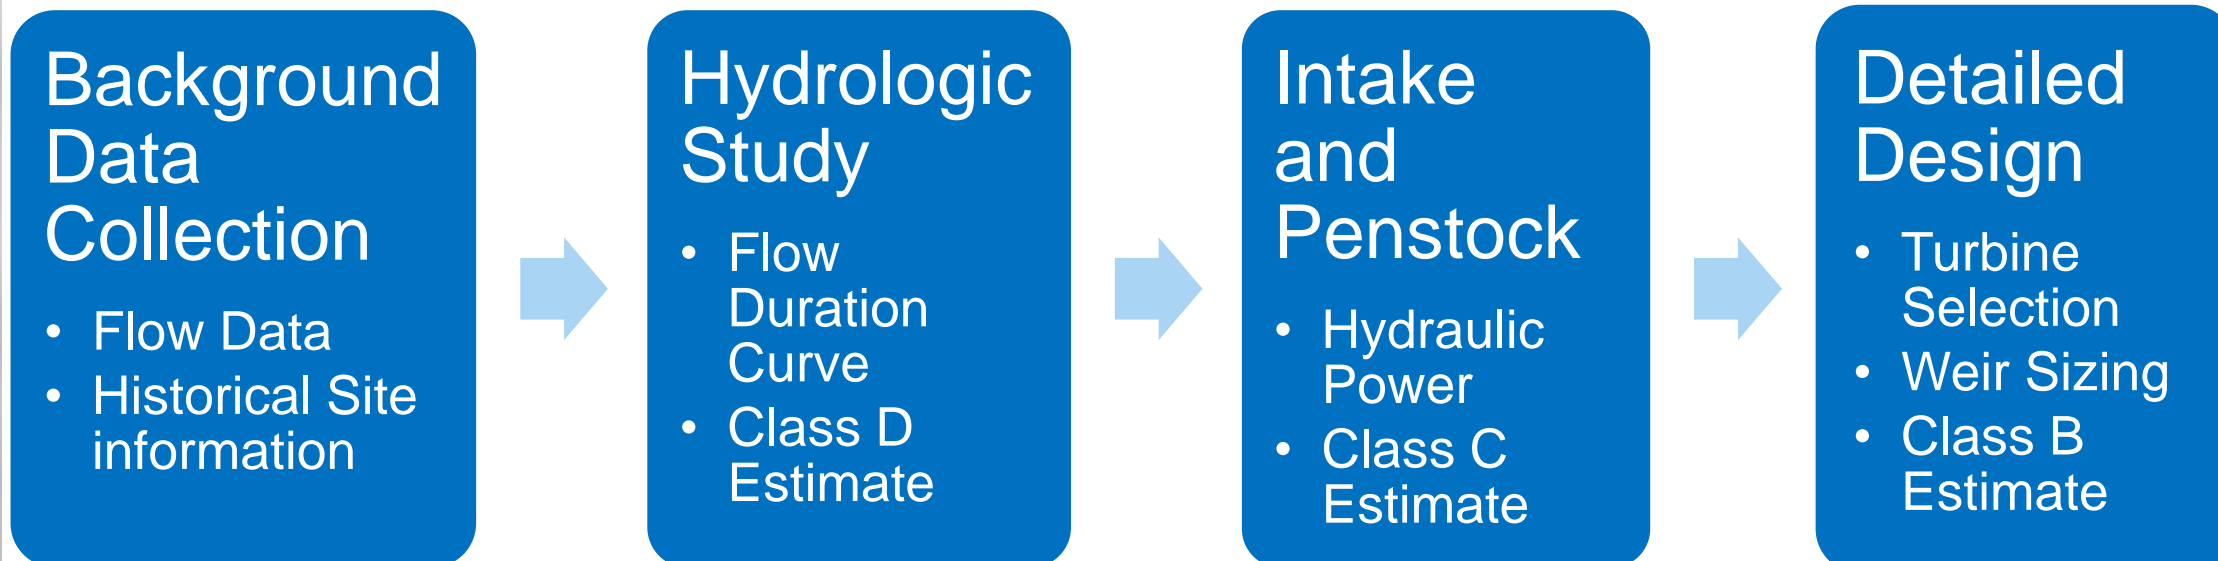 Background
Data
Collection
• Flow Data
• Historical Site
information
Hydrologic
Study
• Flow
Duration
Curve
• Class D
Estimate
Intake
and
Penstock
• Hydraulic
Power
• Class C
Estimate
Detailed
Design
• Turbine
Selection
• Weir Sizing
• Class B
Estimate